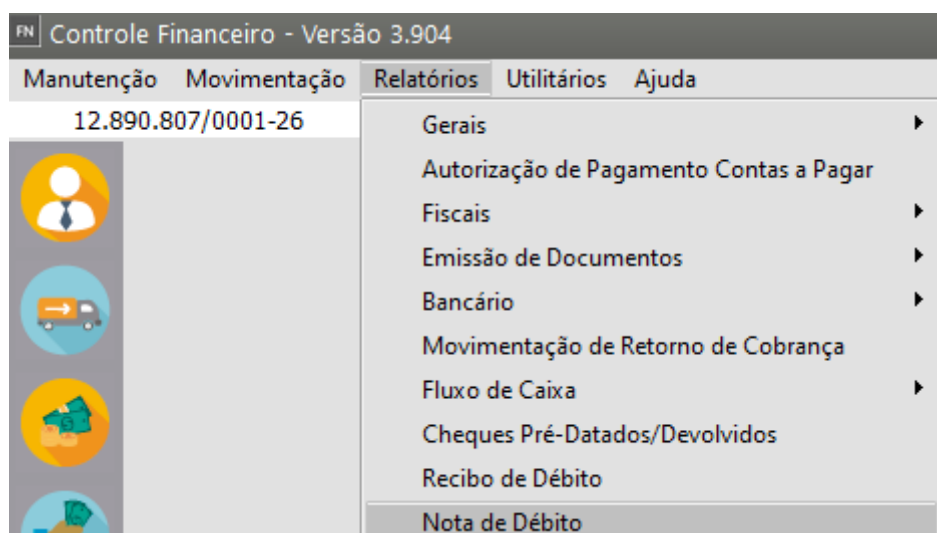 FN Controle Financeiro - Versão 3.904
Manutenção Movimentação Relatórios Utilitários Ajuda
12.890.807/0001-26
Gerais
Autorização de Pagamento Contas a Pagar
Fiscais
Emissão de Documentos
Bancário
Movimentação de Retorno de Cobrança
Fluxo de Caixa
Cheques Pré-Datados/Devolvidos
Recibo de Débito
Nota de Débito